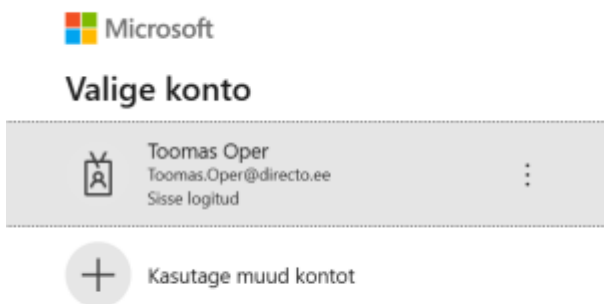 Microsoft
Valige konto
Toomas Oper
Toomas.Oper@directo.ee
Sisse logitud
Kasutage muud kontot